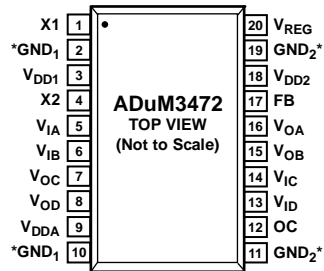 X1 1 20 VREG
*GND1 2 19 GND2*
VDD1 3 18 VDD2
X2 4 17 FB
VIA 5 16 VOA
VIB 6 15 VOB
VOC 7 14 VIC
VOD 8 13 VID
VDDA 9 12 OC
*GND1 10 11 GND2*
ADuM3472
TOP VIEW
(Not to Scale)